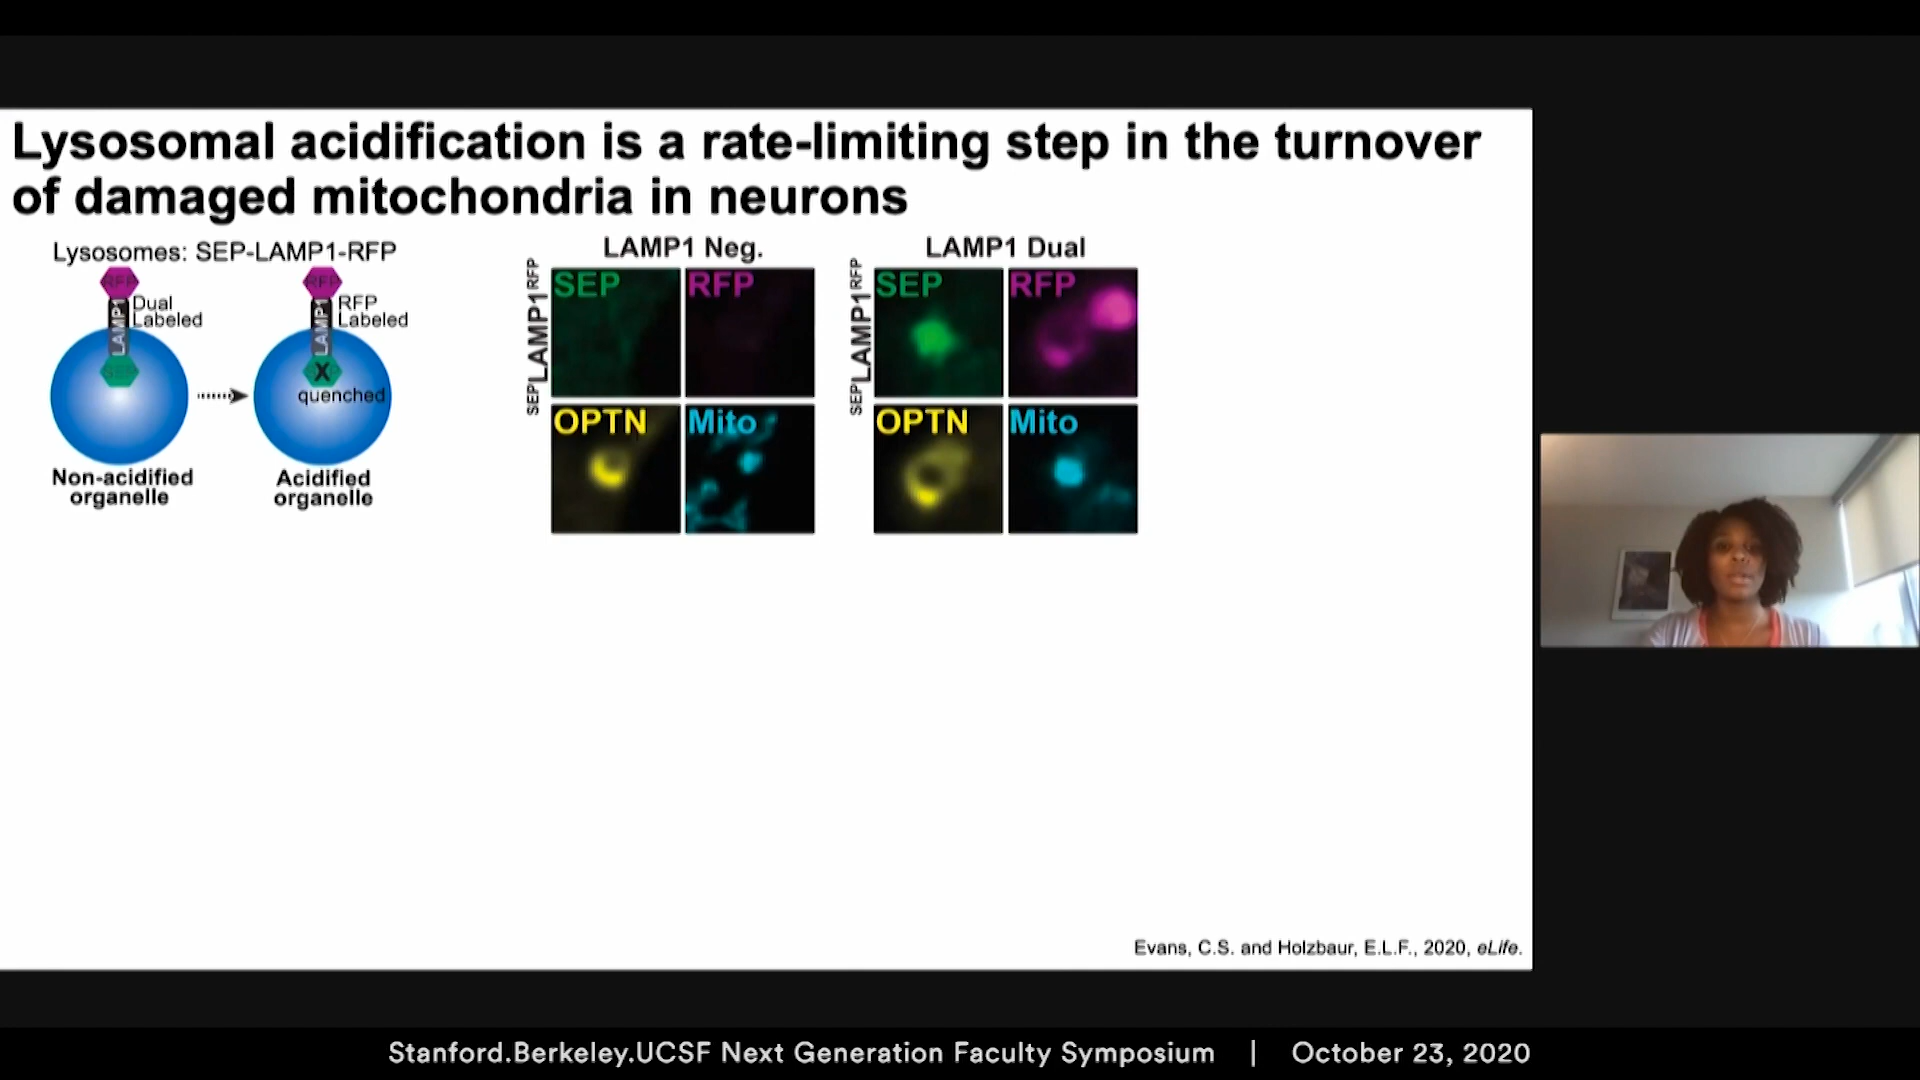 Lysosomal acidification is a rate-limiting step in the turnover
of damaged mitochondria in neurons
Lysosomes: SEP-LAMP1-RFP
RFP
LAMP1
Dual
Labeled
SEP
Non-acidified
organelle
RFP
LAMP1
RFP
Labeled
X
quenched
Acidified
organelle
LAMP1 Neg.
SEPLAMP1RFP
SEP
RFP
OPTN
Mito
LAMP1 Dual
SEPLAMP1RFP
SEP
RFP
OPTN
Mito
Evans, C.S. and Holzbaur, E.L.F., 2020, eLife.
Stanford.Berkeley.UCSF Next Generation Faculty Symposium | October 23, 2020